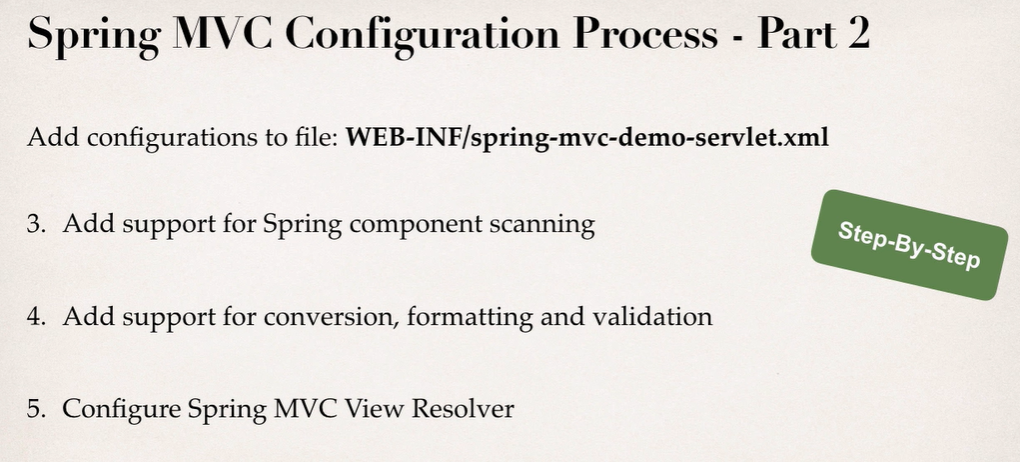 Spring MVC Configuration Process - Part 2
Add configurations to file: WEB-INF/spring-mvc-demo-servlet.xml
3. Add support for Spring component scanning
Step-By-Step
4. Add support for conversion, formatting and validation
5. Configure Spring MVC View Resolver